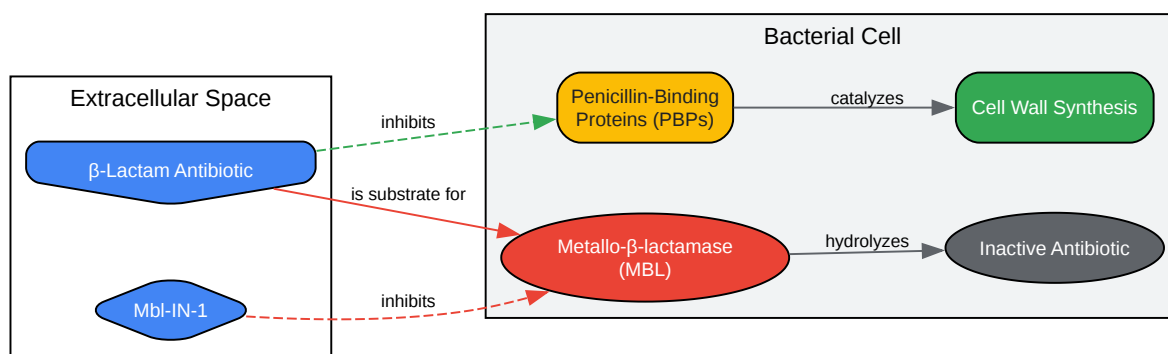 Bacterial Cell
Extracellular Space
Penicillin-Binding
Proteins (PBPs)
catalyzes
Cell Wall Synthesis
inhibits
β-Lactam Antibiotic
is substrate for
Metallo-β-lactamase
(MBL)
hydrolyzes
Inactive Antibiotic
inhibits
Mbl-IN-1